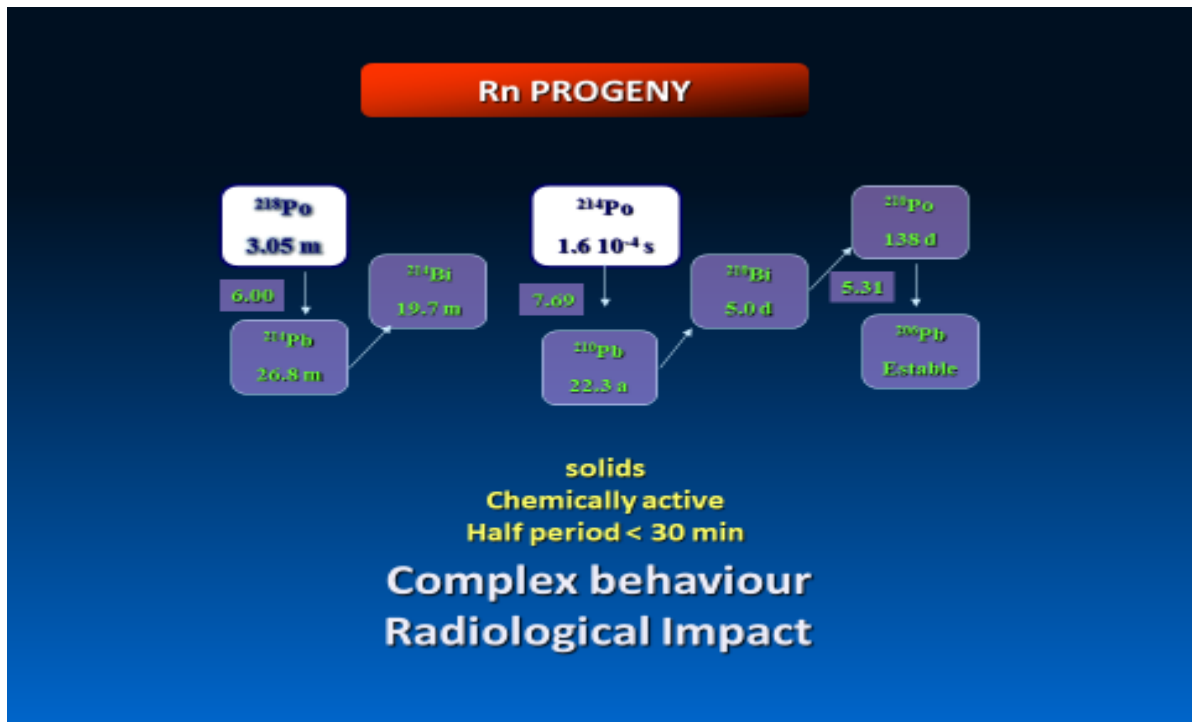 Rn PROGENY
²¹⁸Po
3.05 m
6.00
²¹⁴Pb
26.8 m
²¹⁴Bi
19.7 m
²¹⁴Po
1.6 10⁻⁴ s
7.69
²¹⁰Pb
22.3 a
²¹⁰Bi
5.0 d
²¹⁰Po
138 d
5.31
²⁰⁶Pb
Estable
solids
Chemically active
Half period < 30 min
Complex behaviour
Radiological Impact